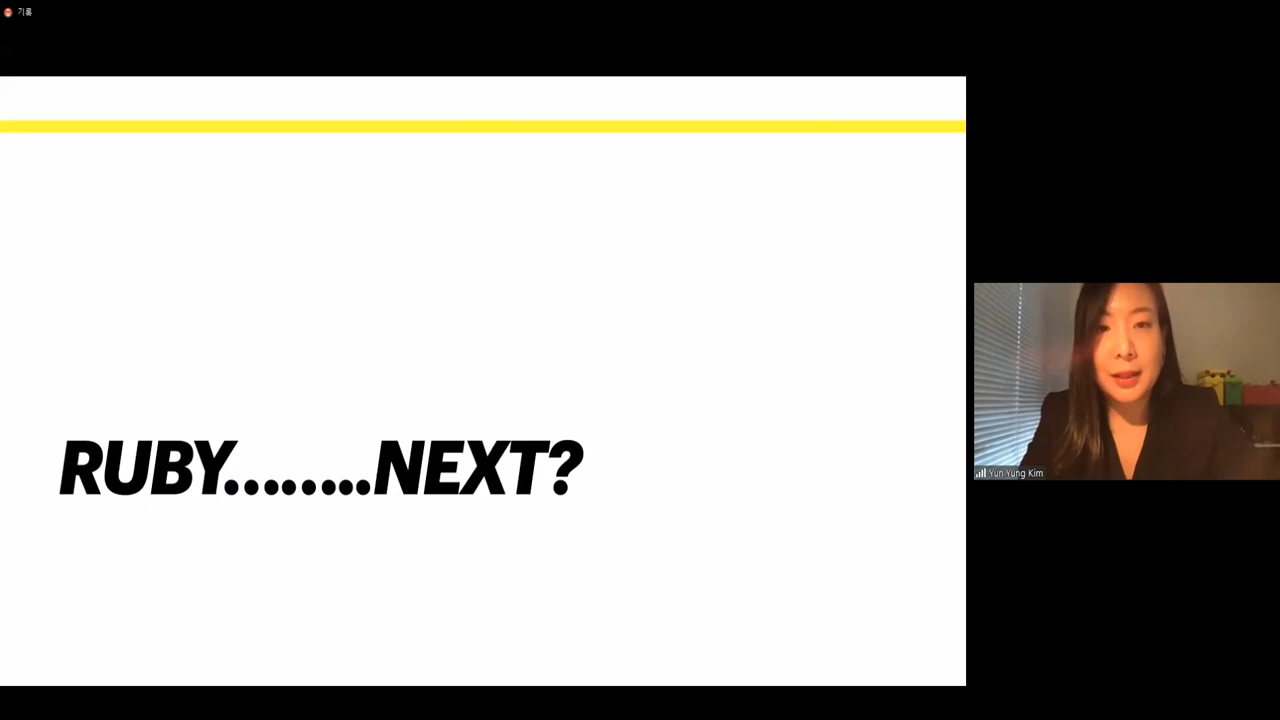 기록
RUBY........NEXT?
Yun Yung Kim